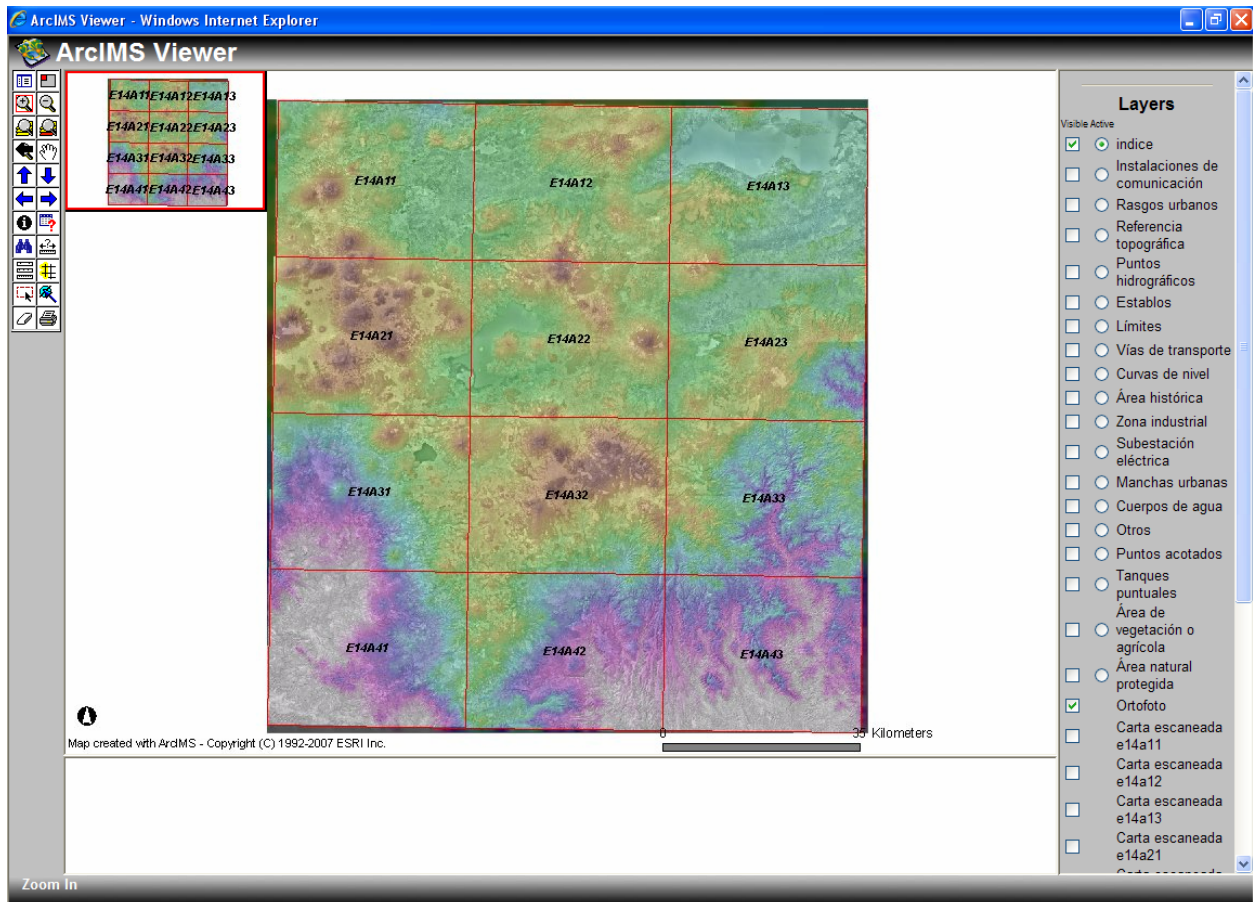 ArcIMS Viewer - Windows Internet Explorer
ArcIMS Viewer
E14A11 E14A12 E14A13
E14A21 E14A22 E14A23
E14A31 E14A32 E14A33
E14A41 E14A42 E14A43
E14A11 E14A12 E14A13
E14A21 E14A22 E14A23
E14A31 E14A32 E14A33
E14A41 E14A42 E14A43
0 35 Kilometers
Map created with ArcIMS - Copyright (C) 1992-2007 ESRI Inc.
Layers
Visible Active
indice
Instalaciones de
comunicación
Rasgos urbanos
Referencia
topográfica
Puntos
hidrográficos
Establos
Límites
Vías de transporte
Curvas de nivel
Área histórica
Zona industrial
Subestación
eléctrica
Manchas urbanas
Cuerpos de agua
Otros
Puntos acotados
Tanques
puntuales
Área de
vegetación o
agrícola
Área natural
protegida
Ortofoto
Carta escaneada
e14a11
Carta escaneada
e14a12
Carta escaneada
e14a13
Carta escaneada
e14a21
Zoom In